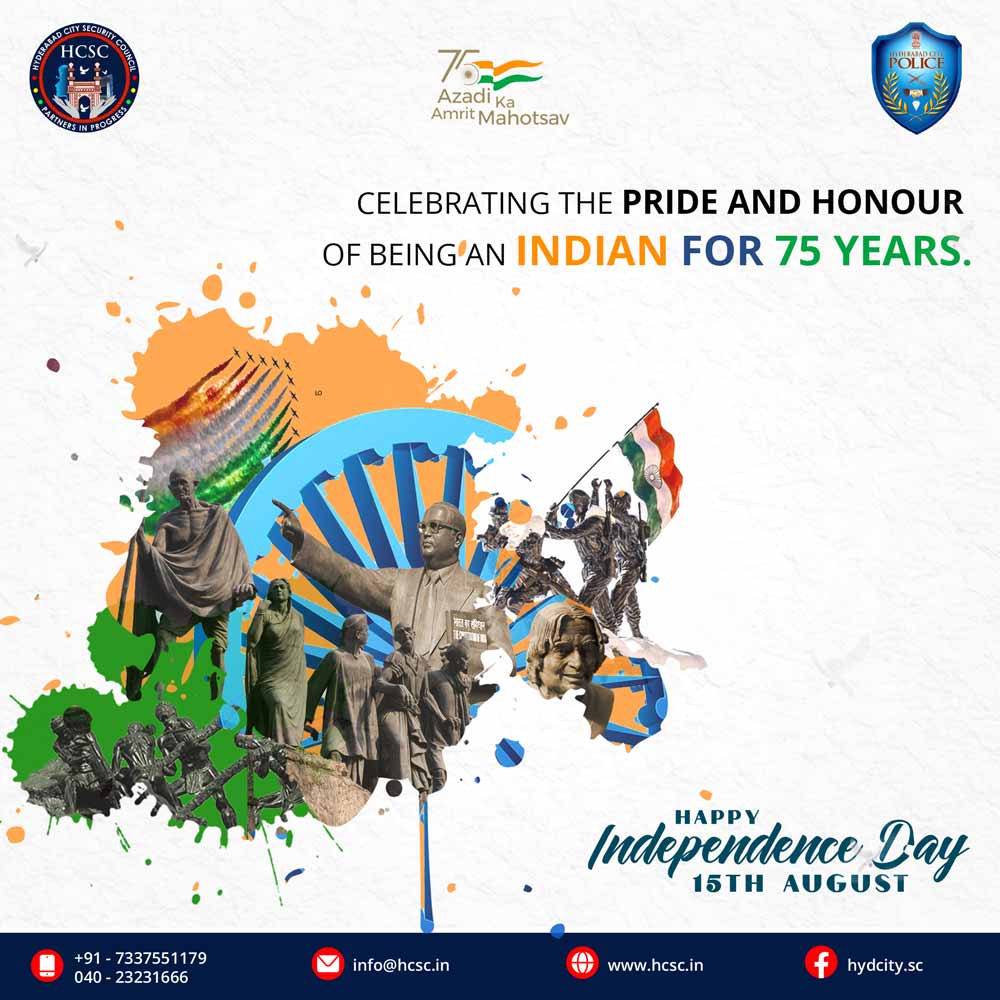 HYDERABAD CITY SECURITY COUNCIL
HCSC
PARTNERS IN PROGRESS
75
Azadi Ka
Amrit Mahotsav
HYDERABAD CITY
POLICE
CELEBRATING THE PRIDE AND HONOUR
OF BEING AN INDIAN FOR 75 YEARS.
LO
HAPPY
Independence Day
15TH AUGUST
+91 - 7337551179
040 - 23231666
info@hcsc.in
www.hcsc.in
hydcity.sc